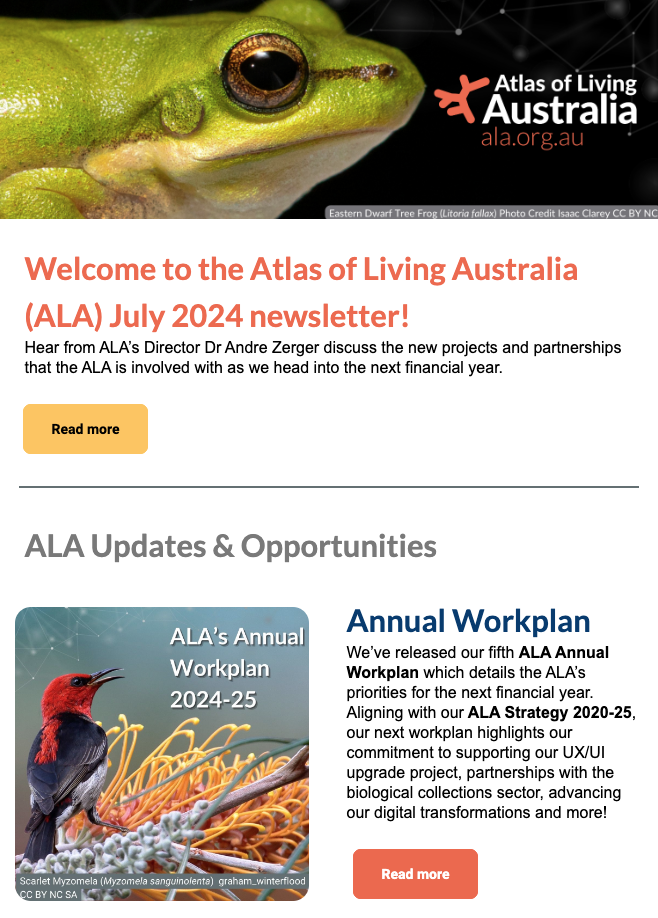 Atlas of Living
Australia
ala.org.au
Eastern Dwarf Tree Frog (Litoria fallax) Photo Credit Isaac Clarey CC BY NC
Welcome to the Atlas of Living Australia
(ALA) July 2024 newsletter!
Hear from ALA’s Director Dr Andre Zerger discuss the new projects and partnerships
that the ALA is involved with as we head into the next financial year.
Read more
ALA Updates & Opportunities
ALA’s Annual
Workplan
2024-25
Scarlet Myzomela (Myzomela sanguinolenta) graham_winterflood
CC BY NC SA
Annual Workplan
We’ve released our fifth ALA Annual
Workplan which details the ALA’s
priorities for the next financial year.
Aligning with our ALA Strategy 2020-25,
our next workplan highlights our
commitment to supporting our UX/UI
upgrade project, partnerships with the
biological collections sector, advancing
our digital transformations and more!
Read more